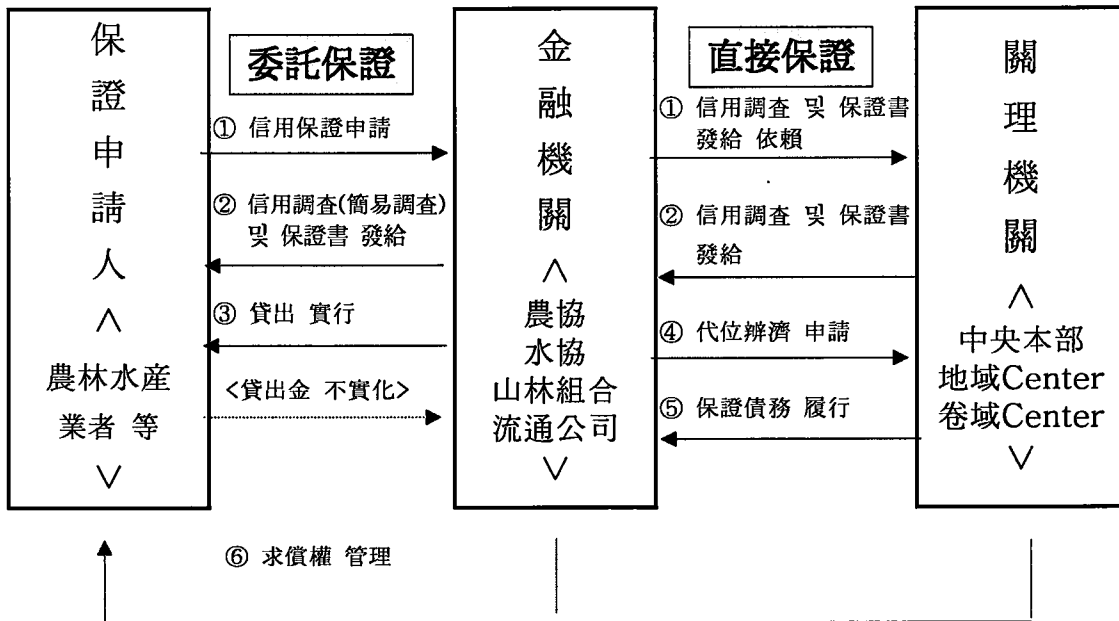 保
證
申
請
人
<
農林水産
業者 等
>
委託保證
① 信用保證申請
② 信用調査(簡易調査)
및 保證書 發給
③ 貸出 實行
<貸出金 不實化>
金
融
機
關
<
農協
水協
山林組合
流通公司
>
直接保證
① 信用調査 및 保證書
發給 依賴
② 信用調査 및 保證書
發給
④ 代位辨濟 申請
⑤ 保證債務 履行
關
理
機
關
<
中央本部
地域Center
卷域Center
>
⑥ 求償權 管理